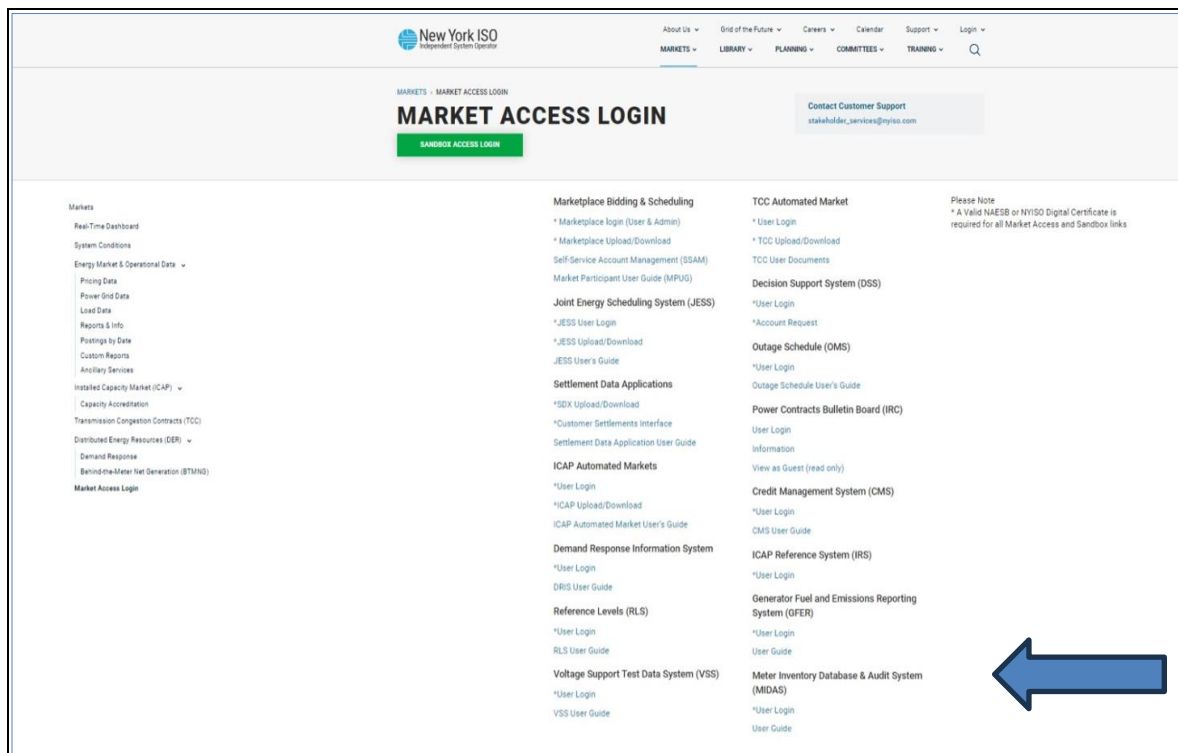 New York ISO
Independent System Operator
About Us Grid of the Future Careers Calendar Support Login
MARKETS LIBRARY PLANNING COMMITTEES TRAINING
MARKETS › MARKET ACCESS LOGIN
MARKET ACCESS LOGIN
SANDBOX ACCESS LOGIN
Contact Customer Support
stakeholder_services@nyiso.com
Markets
Real-Time Dashboard
System Conditions
Energy Market & Operational Data
Pricing Data
Power Grid Data
Load Data
Reports & Info
Postings by Date
Custom Reports
Ancillary Services
Installed Capacity Market (ICAP)
Capacity Accreditation
Transmission Congestion Contracts (TCC)
Distributed Energy Resources (DER)
Demand Response
Behind-the-Meter Net Generation (BTMNG)
Market Access Login
Marketplace Bidding & Scheduling
* Marketplace login (User & Admin)
* Marketplace Upload/Download
Self-Service Account Management (SSAM)
Market Participant User Guide (MPUG)
Joint Energy Scheduling System (JESS)
*JESS User Login
*JESS Upload/Download
JESS User's Guide
Settlement Data Applications
*SDX Upload/Download
*Customer Settlements Interface
Settlement Data Application User Guide
ICAP Automated Markets
*User Login
*ICAP Upload/Download
ICAP Automated Market User's Guide
Demand Response Information System
*User Login
DRIS User Guide
Reference Levels (RLS)
*User Login
RLS User Guide
Voltage Support Test Data System (VSS)
*User Login
VSS User Guide
TCC Automated Market
* User Login
* TCC Upload/Download
TCC User Documents
Decision Support System (DSS)
*User Login
*Account Request
Outage Schedule (OMS)
*User Login
Outage Schedule User's Guide
Power Contracts Bulletin Board (IRC)
User Login
Information
View as Guest (read only)
Credit Management System (CMS)
*User Login
CMS User Guide
ICAP Reference System (IRS)
*User Login
Generator Fuel and Emissions Reporting
System (GFER)
*User Login
User Guide
Meter Inventory Database & Audit System
(MIDAS)
*User Login
User Guide
Please Note
* A Valid NAESB or NYISO Digital Certificate is
required for all Market Access and Sandbox links